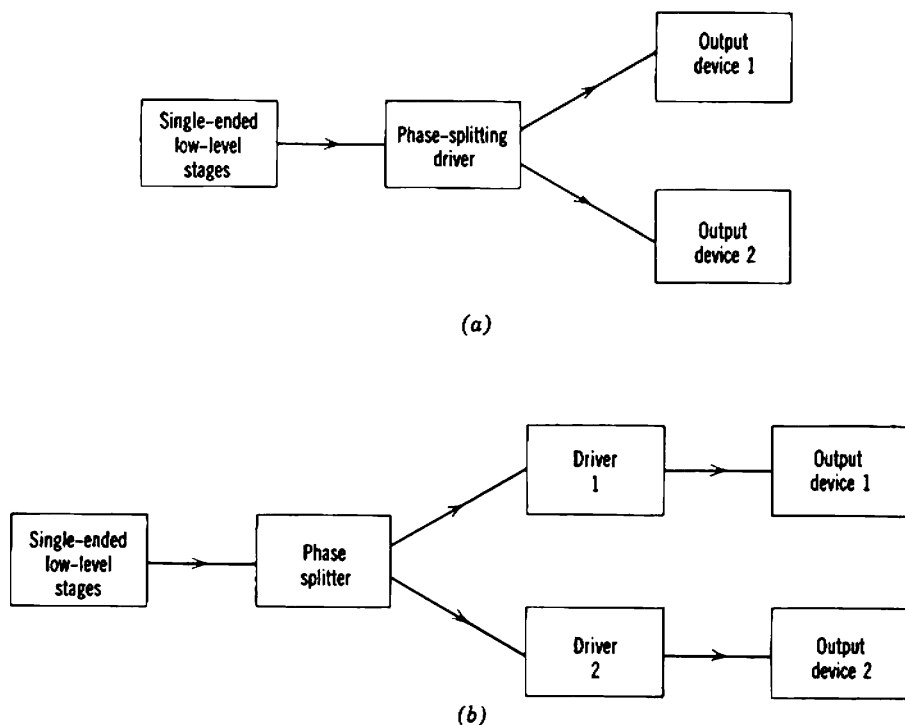 Output
device 1
Single-ended
low-level
stages
Phase-splitting
driver
Output
device 2
(a)
Driver
1
Output
device 1
Single-ended
low-level
stages
Phase
splitter
Driver
2
Output
device 2
(b)